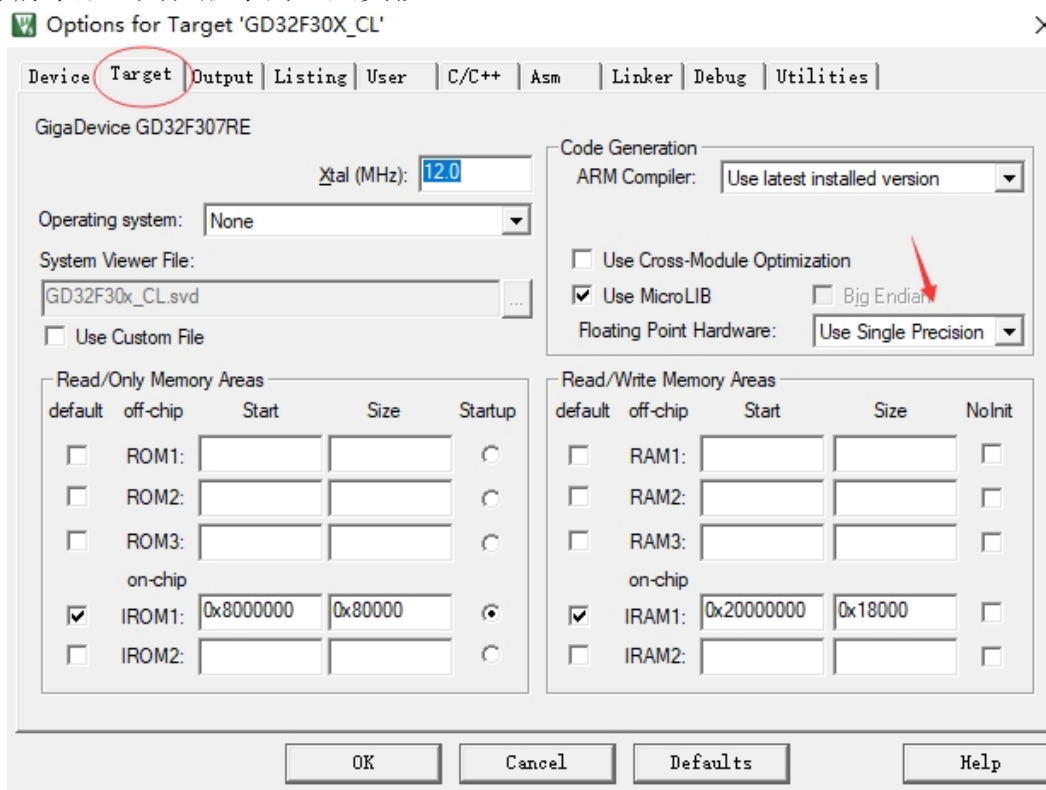 Options for Target 'GD32F30X_CL'
Device Target Output Listing User C/C++ Asm Linker Debug Utilities
GigaDevice GD32F307RE
Xtal (MHz): 12.0
Operating system: None
System Viewer File:
GD32F30x_CL.svd
...
Use Custom File
Code Generation
ARM Compiler: Use latest installed version
Use Cross-Module Optimization
Use MicroLIB Big Endian
Floating Point Hardware: Use Single Precision
Read/Only Memory Areas
default off-chip Start Size Startup
ROM1:
ROM2:
ROM3:
on-chip
IROM1: 0x8000000 0x80000
IROM2:
Read/Write Memory Areas
default off-chip Start Size NoInit
RAM1:
RAM2:
RAM3:
on-chip
IRAM1: 0x20000000 0x18000
IRAM2:
OK Cancel Defaults Help